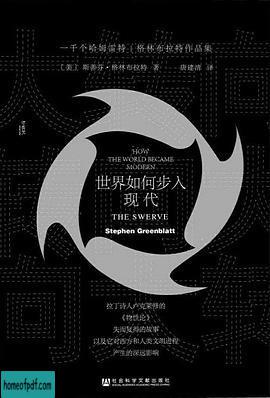 一千个哈姆雷特 | 格林布拉特作品集
[美] 斯蒂芬·格林布拉特 著
唐建清 译
HOW
THE WORLD BECAME
MODERN
世界如何步入
现代
THE SWERVE
Stephen Greenblatt
拉丁诗人卢克莱修的
《物性论》
失而复得的故事
以及它对西方和人类文明进程
产生的深远影响
社会科学文献出版社
homeofpdf.com
homeofpdf.com